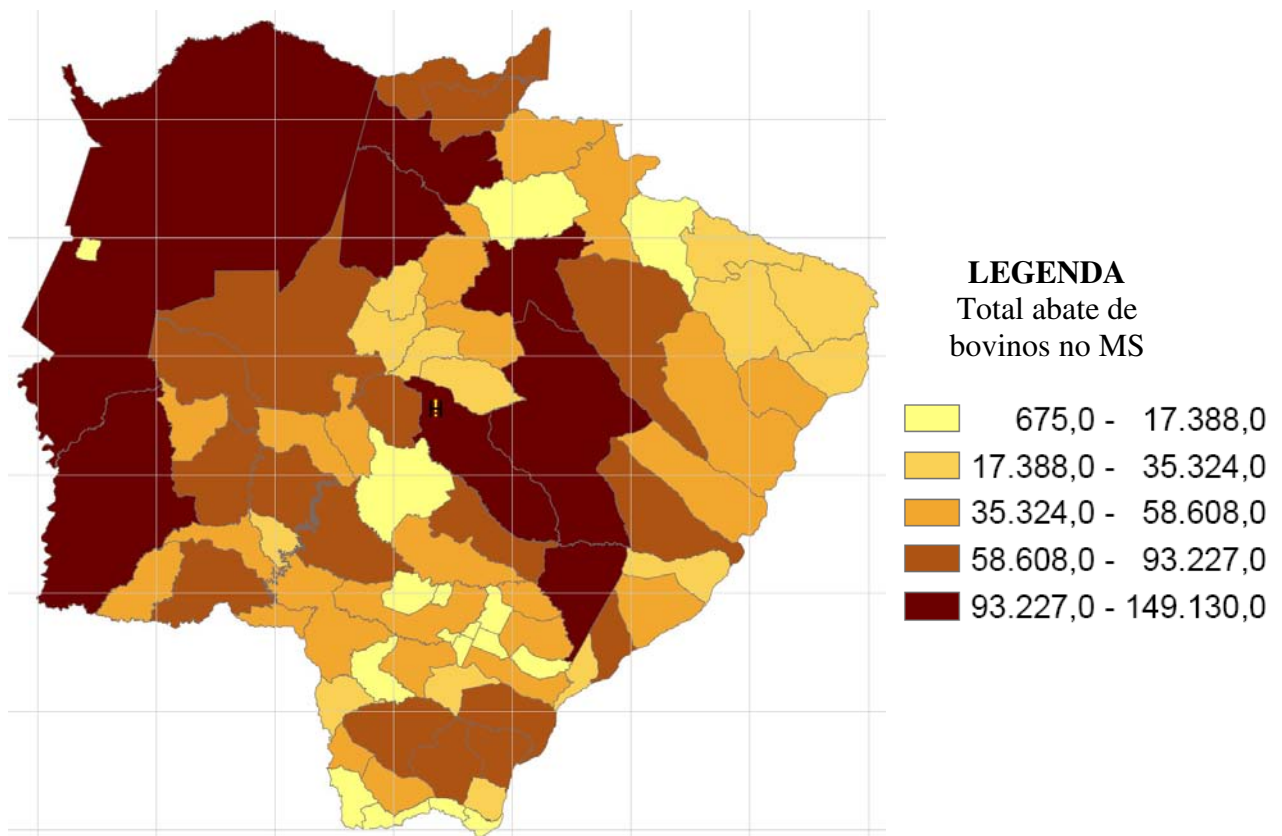 LEGENDA
Total abate de
bovinos no MS
675,0 - 17.388,0
17.388,0 - 35.324,0
35.324,0 - 58.608,0
58.608,0 - 93.227,0
93.227,0 - 149.130,0